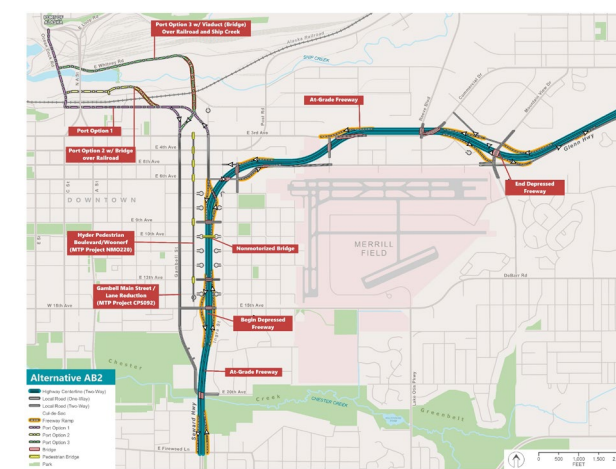 Port Option 3 w/ Viaduct (Bridge)
Over Railroad and Ship Creek
Alaska Railroad
E Whitney Rd
SHIP CREEK
At-Grade Freeway
Port Option 1
Port Option 2 w/ Bridge
over Railroad
E 3rd Ave
E 4th Ave
E 5th Ave
E 6th Ave
Glenn Hwy
End Depressed
Freeway
DOWNTOWN
E 9th Ave
E 10th Ave
Hyder Pedestrian
Boulevard/Woonerf
(MTP Project NMO228)
Nonmotorized Bridge
MERRILL
FIELD
Gambell St
E 13th Ave
DeBarr Rd
Gambell Main Street /
Lane Reduction
(MTP Project CPS092)
W 15th Ave
E 15th Ave
Begin Depressed
Freeway
Chester
At-Grade Freeway
Alternative AB2
E 20th Ave
Creek
CHESTER CREEK
Greenbelt
Seward Hwy
E Fireweed Ln
Highway Centerline (Two-Way)
Local Road (One-Way)
Local Road (Two-Way)
Cul-de-Sac
Freeway Ramp
Port Option 1
Port Option 2
Port Option 3
Bridge
Pedestrian Bridge
Park
0 500 1,000 1,500
FEET